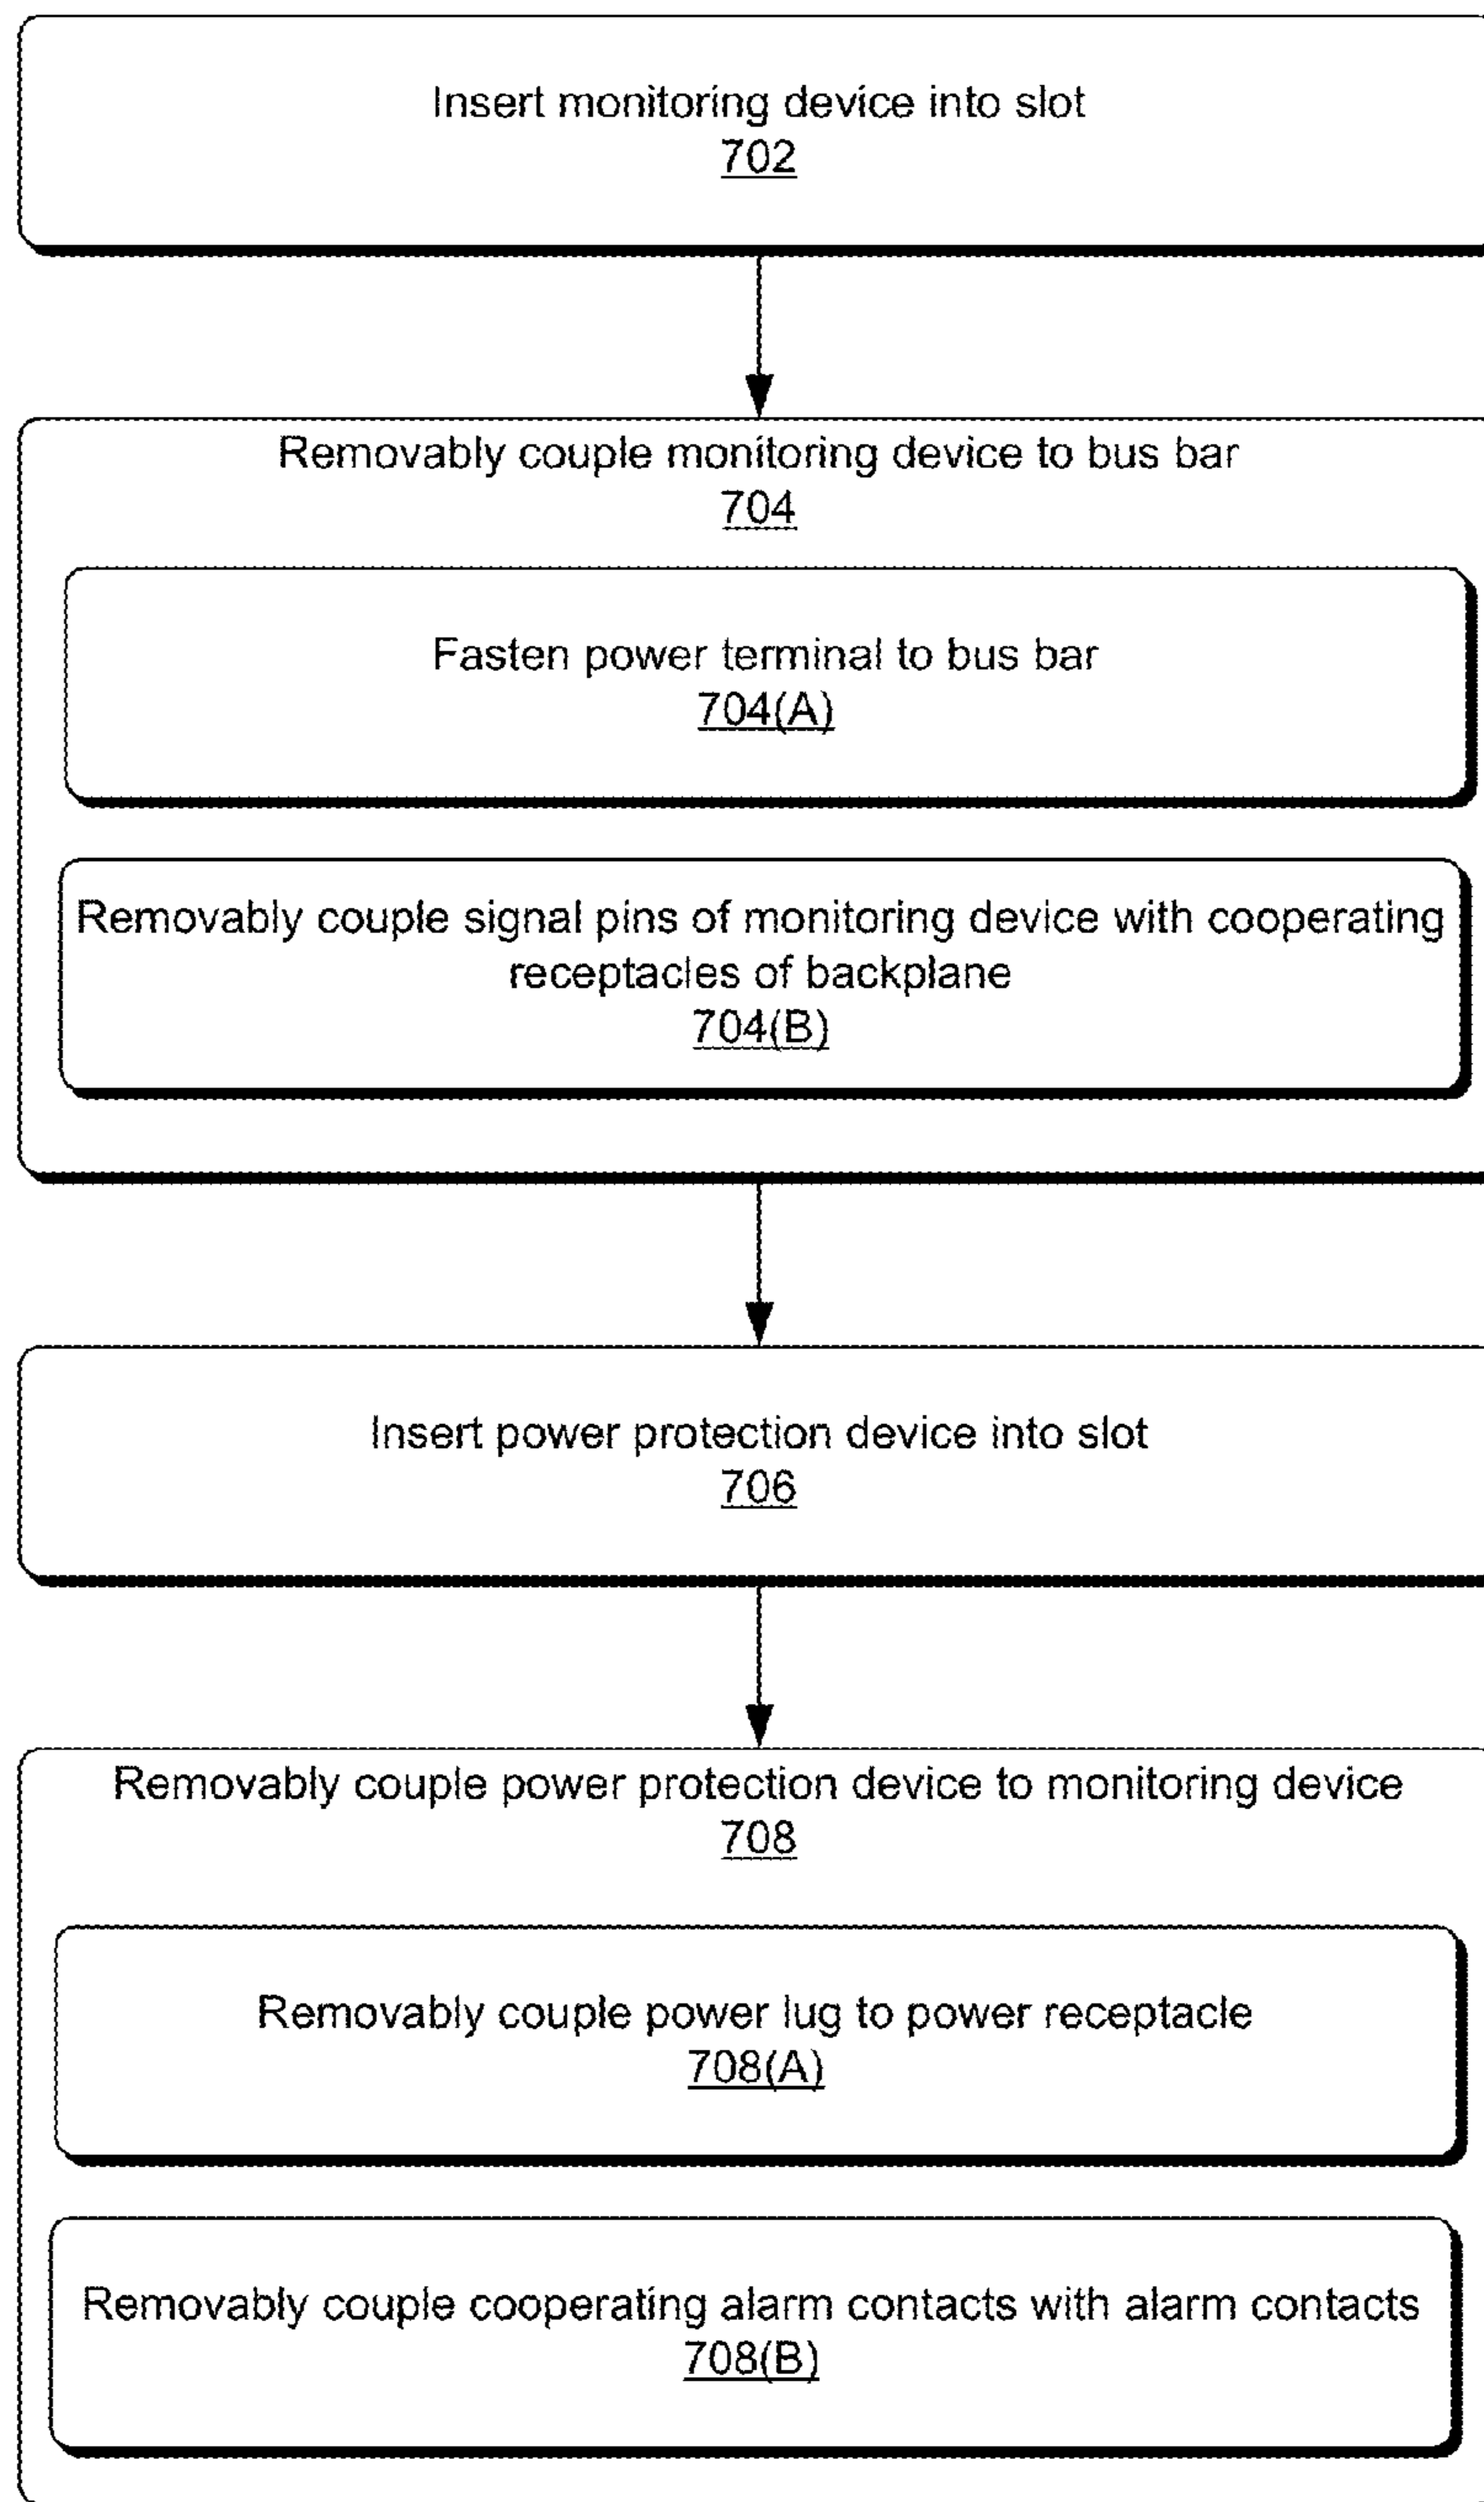 Insert monitoring device into slot
702
Removably couple monitoring device to bus bar
704
Fasten power terminal to bus bar
704(A)
Removably couple signal pins of monitoring device with cooperating
receptacles of backplane
704(B)
Insert power protection device into slot
706
Removably couple power protection device to monitoring device
708
Removably couple power lug to power receptacle
708(A)
Removably couple cooperating alarm contacts with alarm contacts
708(B)